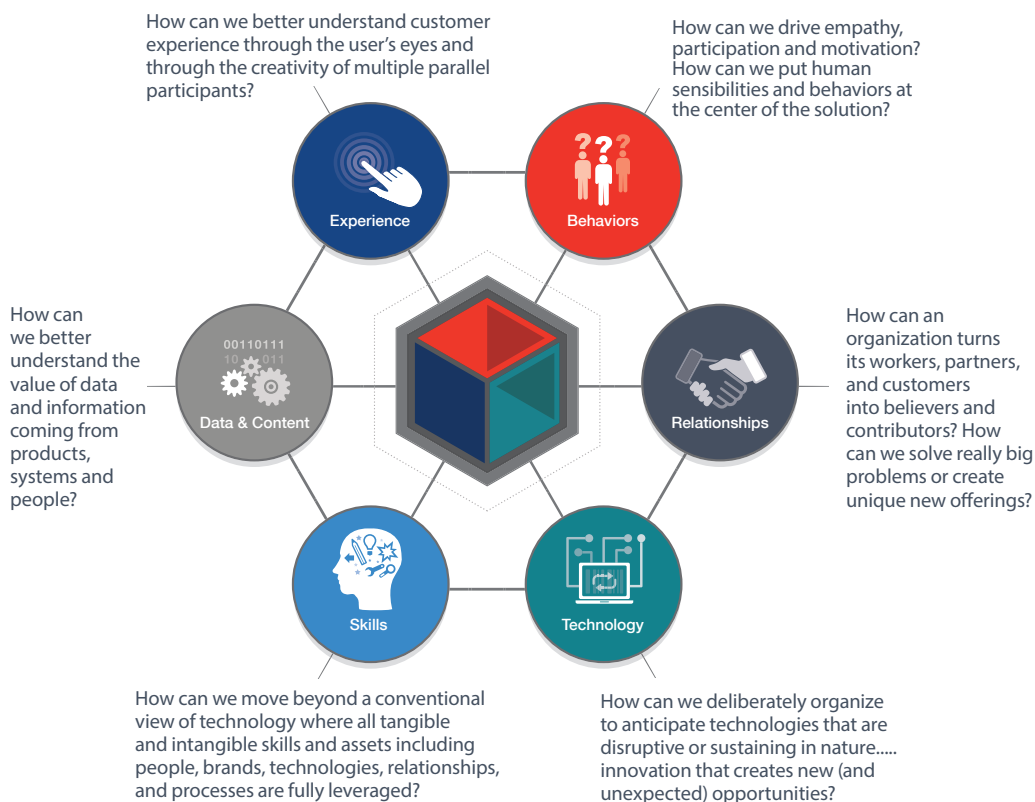 How can we better understand customer
experience through the user's eyes and
through the creativity of multiple parallel
participants?
How can we drive empathy,
participation and motivation?
How can we put human
sensibilities and behaviors at
the center of the solution?
Experience
? ? ?
Behaviors
How can
we better
understand the
value of data
and information
coming from
products,
systems and
people?
00110111
10 011
Data & Content
Relationships
How can an
organization turns
its workers, partners,
and customers
into believers and
contributors? How
can we solve really big
problems or create
unique new offerings?
Skills
Technology
How can we move beyond a conventional
view of technology where all tangible
and intangible skills and assets including
people, brands, technologies, relationships,
and processes are fully leveraged?
How can we deliberately organize
to anticipate technologies that are
disruptive or sustaining in nature.....
innovation that creates new (and
unexpected) opportunities?